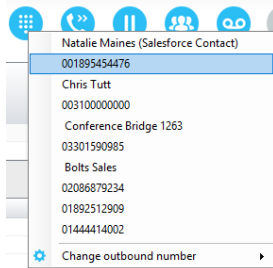 Natalie Maines (Salesforce Contact)
001895454476
Chris Tutt
003100000000
Conference Bridge 1263
03301590985
Bolts Sales
02086879234
01892512909
01444414002
Change outbound number